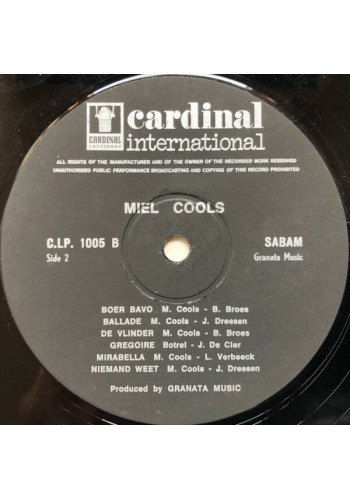 cardinal
international
CARDINAL
RECORDS
ALL RIGHTS OF THE MANUFACTURER AND OF THE OWNER OF THE RECORDED WORK RESERVED
UNAUTHORISED PUBLIC PERFORMANCE BROADCASTING AND COPYING OF THIS RECORD PROHIBITED
MIEL COOLS
C.L.P. 1005 B
Side 2
SABAM
Granata Music
BOER BAVO M. Cools - B. Broes
BALLADE M. Cools - J. Dreesen
DE VLINDER M. Cools - B. Broes
GREGOIRE Botrel - J. De Cler
MIRABELLA M. Cools - L. Verbeeck
NIEMAND WEET M. Cools - J. Dreesen
Produced by GRANATA MUSIC